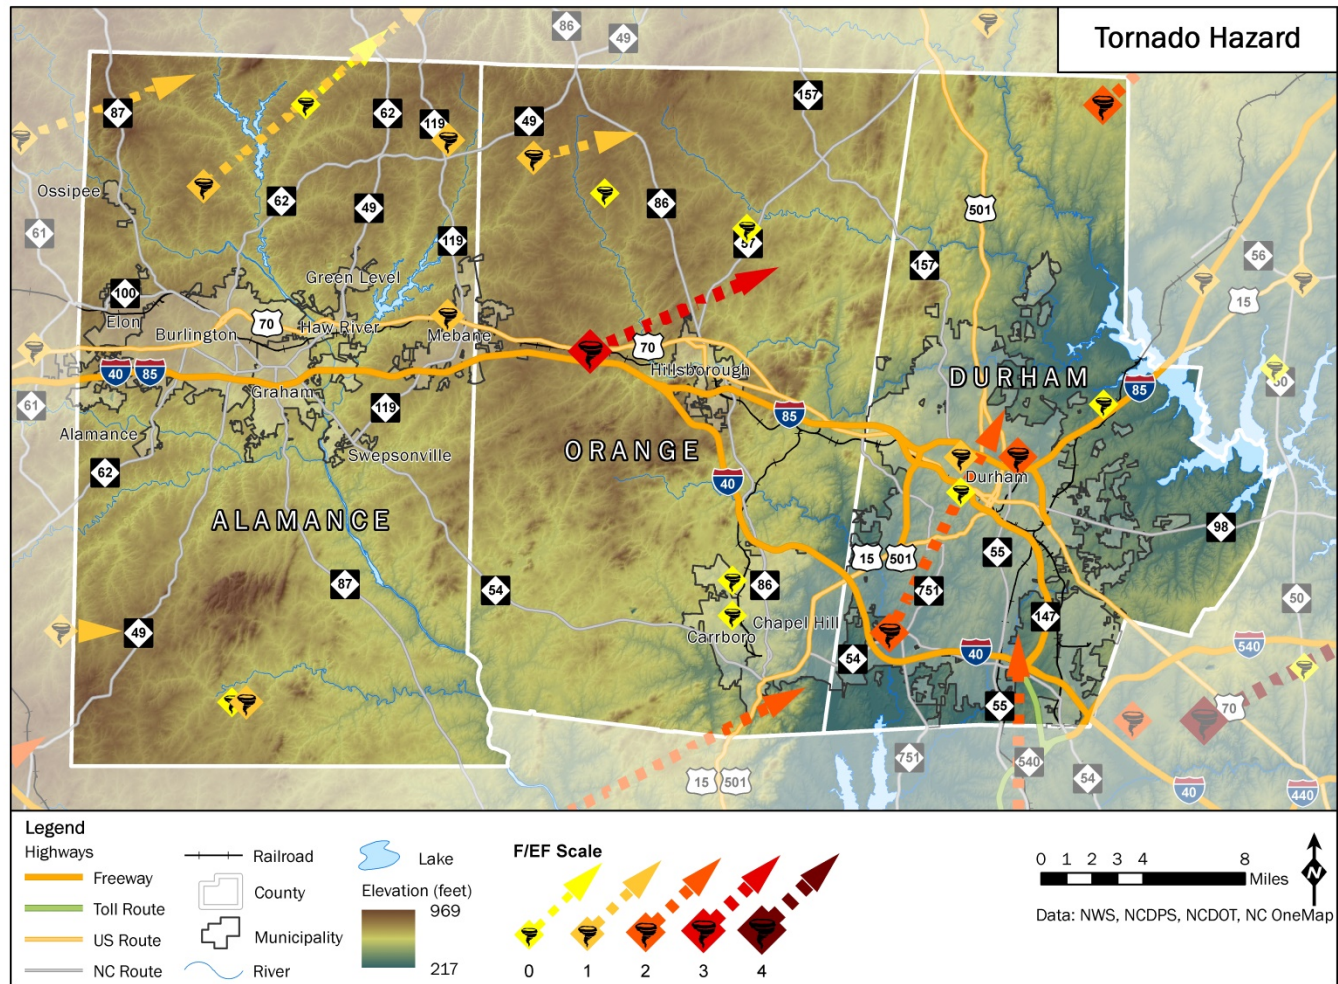 Tornado Hazard
86
49
157
87
62
119
49
Ossipee
62
49
86
501
61
119
57
157
56
100
Green Level
15
Elon
Burlington
70
Haw River
Mebane
70
Hillsborough
40
85
Graham
119
DURHAM
85
50
61
Alamance
85
62
Swepsonville
ORANGE
40
Durham
ALAMANCE
98
15
501
55
87
54
86
751
147
50
49
Carrboro
Chapel Hill
54
40
540
55
70
15
501
751
540
54
40
440
Legend
Highways
Freeway
Toll Route
US Route
NC Route
Railroad
County
Municipality
River
Lake
Elevation (feet)
969
217
F/EF Scale
0 1 2 3 4
0 1 2 3 4 8 Miles
N
Data: NWS, NCDPS, NCDOT, NC OneMap